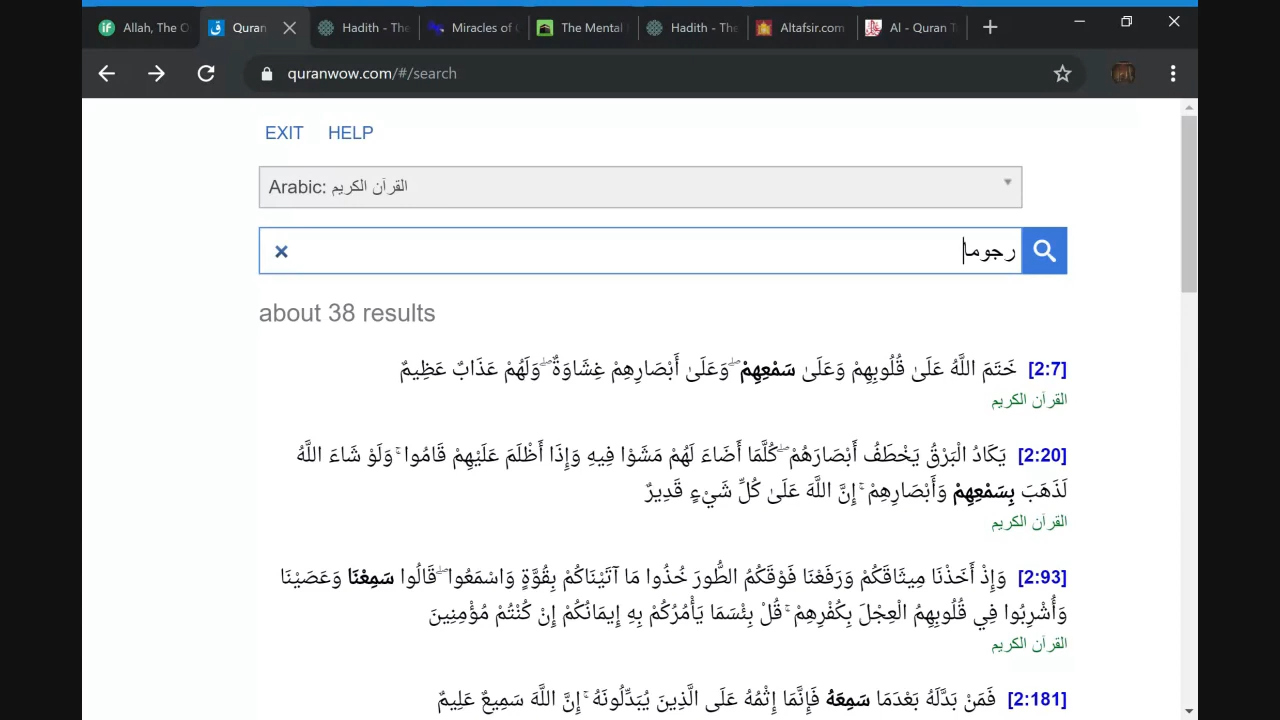 Allah, The O
Quran
Hadith - The
Miracles of
The Mental
Hadith - The
Altafsir.com
Al - Quran T
quranwow.com/#/search
EXIT HELP
Arabic: القرآن الكريم
رجوما
about 38 results
[2:7] خَتَمَ اللَّهُ عَلَىٰ قُلُوبِهِمْ وَعَلَىٰ سَمْعِهِمْ ۖ وَعَلَىٰ أَبْصَارِهِمْ غِشَاوَةٌ ۖ وَلَهُمْ عَذَابٌ عَظِيمٌ
القرآن الكريم
[2:20] يَكَادُ الْبَرْقُ يَخْطَفُ أَبْصَارَهُمْ ۖ كُلَّمَا أَضَاءَ لَهُمْ مَشَوْا فِيهِ وَإِذَا أَظْلَمَ عَلَيْهِمْ قَامُوا ۚ وَلَوْ شَاءَ اللَّهُ
لَذَهَبَ بِسَمْعِهِمْ وَأَبْصَارِهِمْ ۚ إِنَّ اللَّهَ عَلَىٰ كُلِّ شَيْءٍ قَدِيرٌ
القرآن الكريم
[2:93] وَإِذْ أَخَذْنَا مِيثَاقَكُمْ وَرَفَعْنَا فَوْقَكُمُ الطُّورَ خُذُوا مَا آتَيْنَاكُمْ بِقُوَّةٍ وَاسْمَعُوا ۖ قَالُوا سَمِعْنَا وَعَصَيْنَا
وَأُشْرِبُوا فِي قُلُوبِهِمُ الْعِجْلَ بِكُفْرِهِمْ ۚ قُلْ بِئْسَمَا يَأْمُرُكُمْ بِهِ إِيمَانُكُمْ إِنْ كُنْتُمْ مُؤْمِنِينَ
القرآن الكريم
[2:181] فَمَنْ بَدَّلَهُ بَعْدَمَا سَمِعَهُ فَإِنَّمَا إِثْمُهُ عَلَى الَّذِينَ يُبَدِّلُونَهُ ۚ إِنَّ اللَّهَ سَمِيعٌ عَلِيمٌ